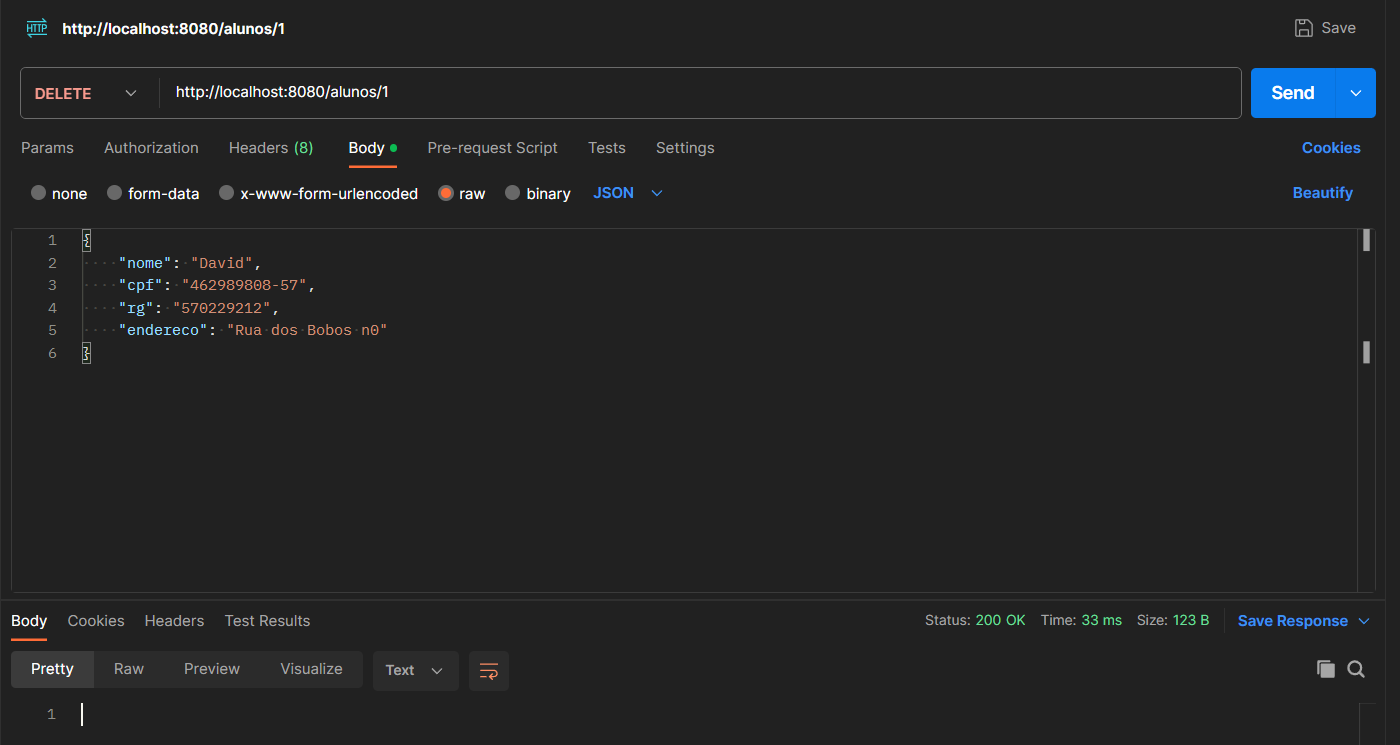 HTTP http://localhost:8080/alunos/1 Save
DELETE http://localhost:8080/alunos/1 Send
Params Authorization Headers (8) Body Pre-request Script Tests Settings Cookies
none form-data x-www-form-urlencoded raw binary JSON Beautify
1 {
2 ····"nome":·"David",
3 ····"cpf":·"462989808-57",
4 ····"rg":·"570229212",
5 ····"endereco":·"Rua·dos·Bobos·n0"
6 }
Body Cookies Headers Test Results Status: 200 OK Time: 33 ms Size: 123 B Save Response
Pretty Raw Preview Visualize Text
1